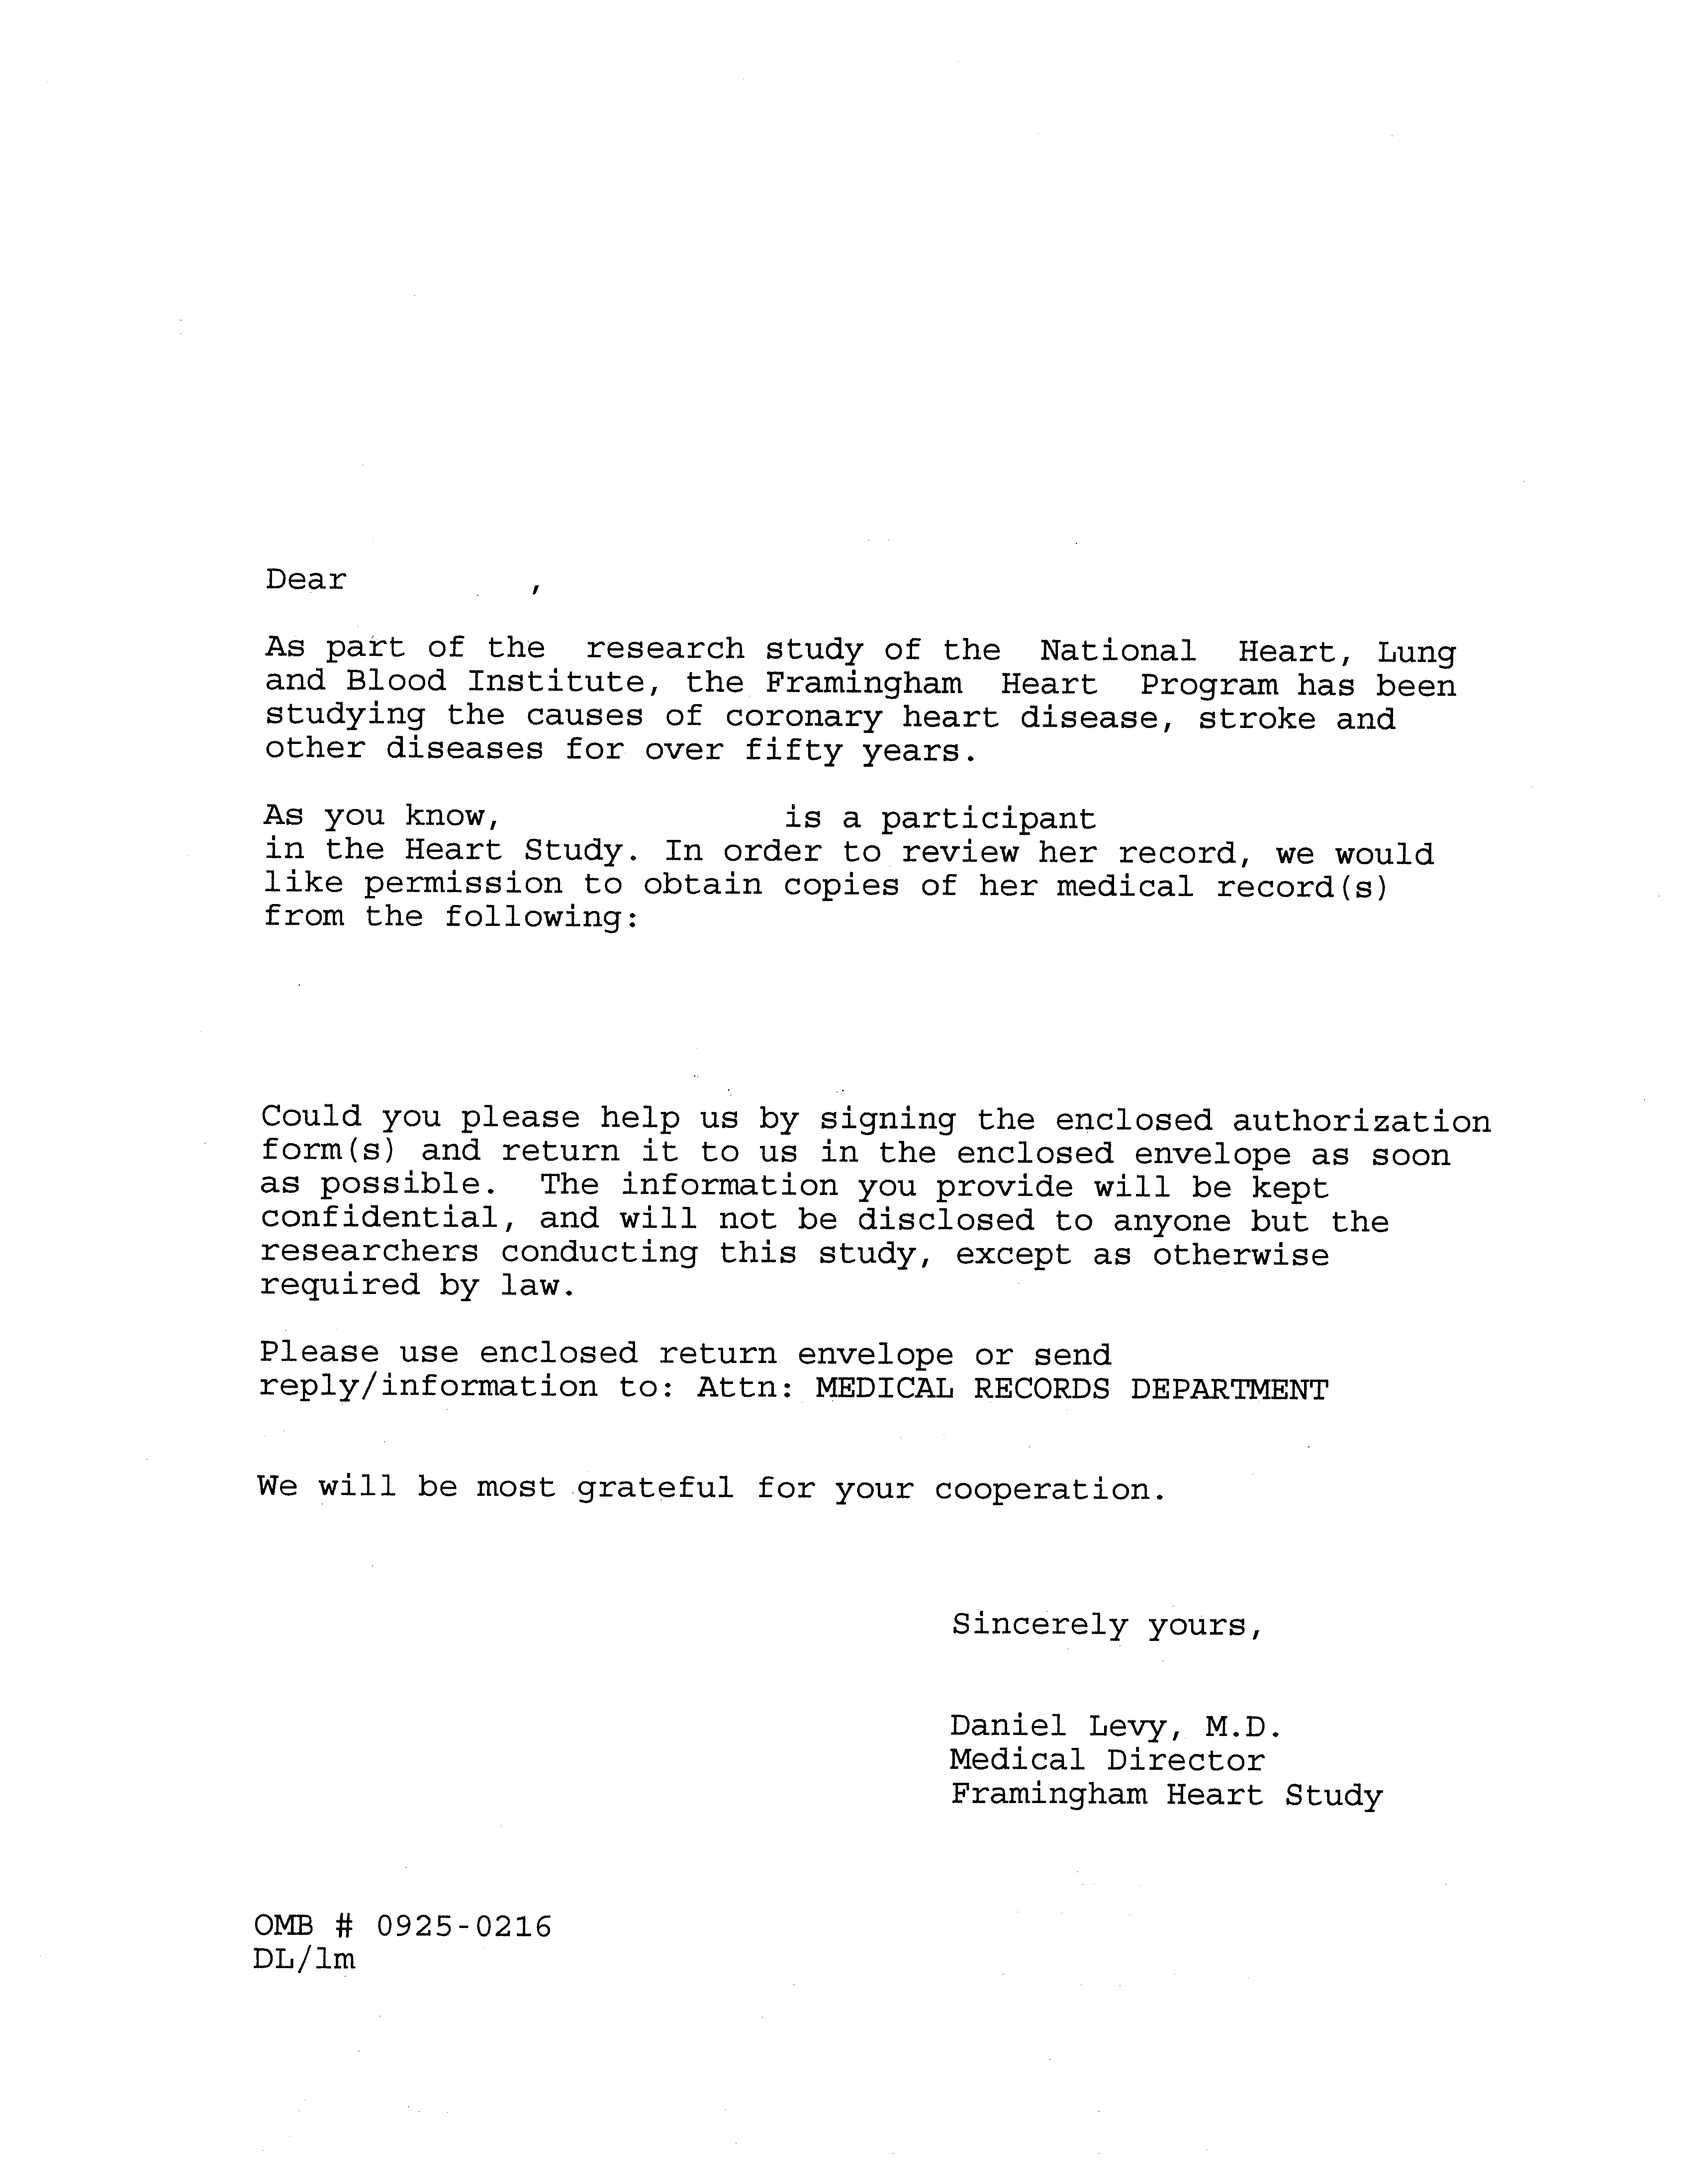 Dear ,
As part of the research study of the National Heart, Lung
and Blood Institute, the Framingham Heart Program has been
studying the causes of coronary heart disease, stroke and
other diseases for over fifty years.
As you know, is a participant
in the Heart Study. In order to review her record, we would
like permission to obtain copies of her medical record(s)
from the following:
Could you please help us by signing the enclosed authorization
form(s) and return it to us in the enclosed envelope as soon
as possible. The information you provide will be kept
confidential, and will not be disclosed to anyone but the
researchers conducting this study, except as otherwise
required by law.
Please use enclosed return envelope or send
reply/information to: Attn: MEDICAL RECORDS DEPARTMENT
We will be most grateful for your cooperation.
Sincerely yours,
Daniel Levy, M.D.
Medical Director
Framingham Heart Study
OMB # 0925-0216
DL/lm